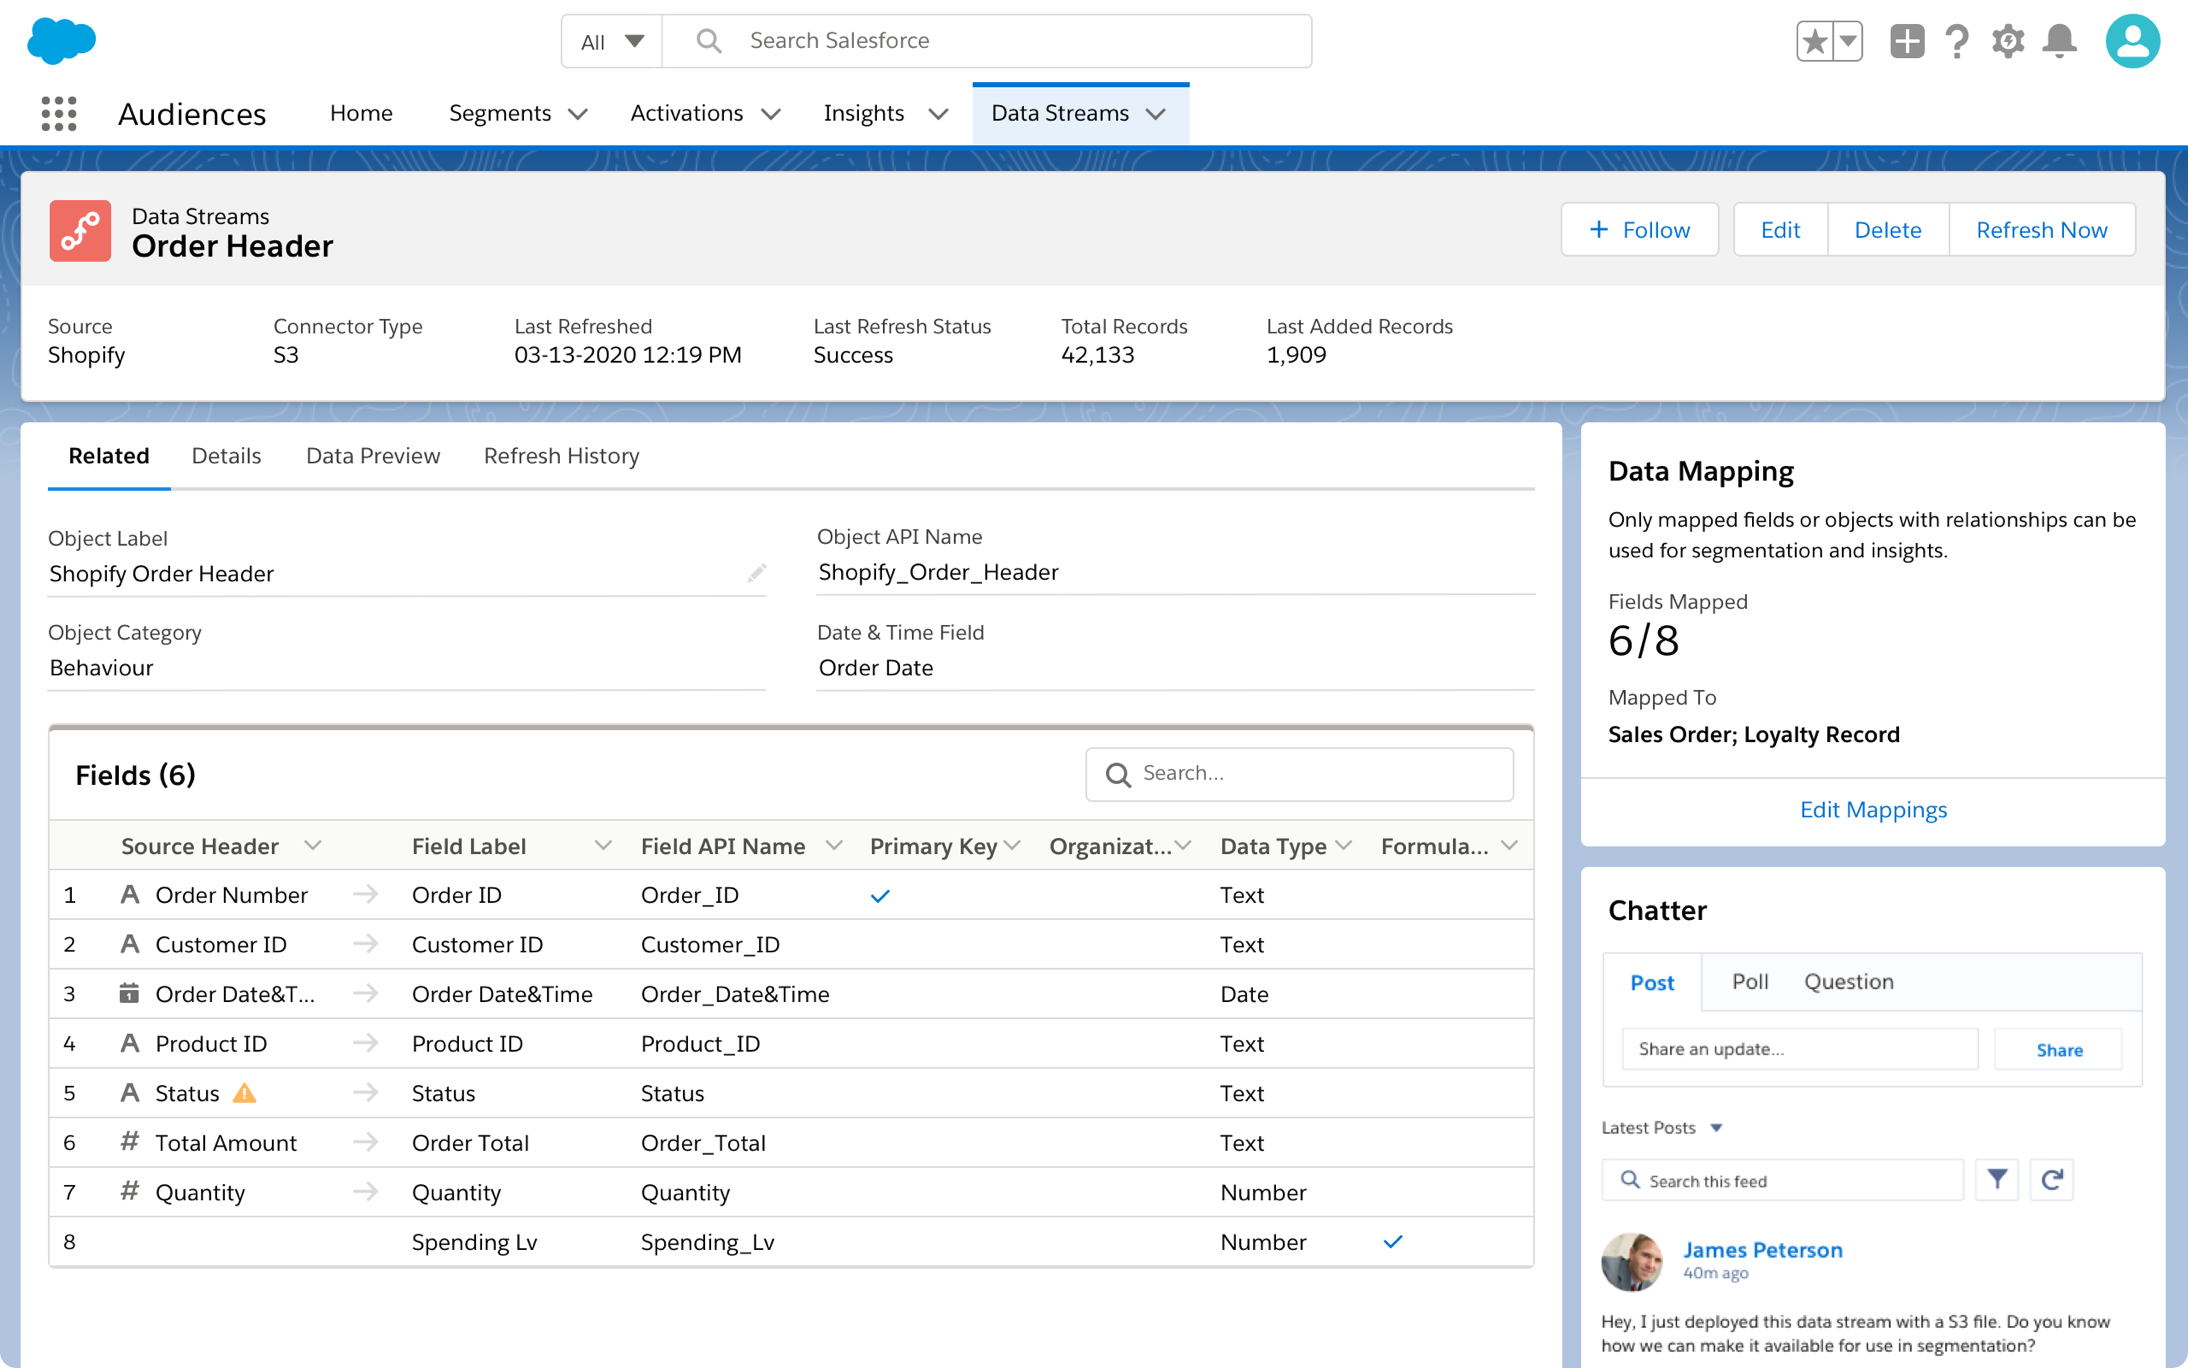 All
Search Salesforce
Audiences
Home
Segments
Activations
Insights
Data Streams
Data Streams
Order Header
+ Follow
Edit
Delete
Refresh Now
Source
Connector Type
Last Refreshed
Last Refresh Status
Total Records
Last Added Records
Shopify
S3
03-13-2020 12:19 PM
Success
42,133
1,909
Related
Details
Data Preview
Refresh History
Object Label
Shopify Order Header
Object API Name
Shopify_Order_Header
Object Category
Behaviour
Date & Time Field
Order Date
Fields (6)
Search...
Source Header Field Label Field API Name Primary Key Organizat... Data Type Formula...
1 A Order Number Order ID Order_ID Text
2 A Customer ID Customer ID Customer_ID Text
3 Order Date&T... Order Date&Time Order_Date&Time Date
4 A Product ID Product ID Product_ID Text
5 A Status Status Status Text
6 # Total Amount Order Total Order_Total Text
7 # Quantity Quantity Quantity Number
8 Spending Lv Spending_Lv Number
Data Mapping
Only mapped fields or objects with relationships can be
used for segmentation and insights.
Fields Mapped
6/8
Mapped To
Sales Order; Loyalty Record
Edit Mappings
Chatter
Post
Poll
Question
Share an update...
Share
Latest Posts
Search this feed
James Peterson
40m ago
Hey, I just deployed this data stream with a S3 file. Do you know
how we can make it available for use in segmentation?